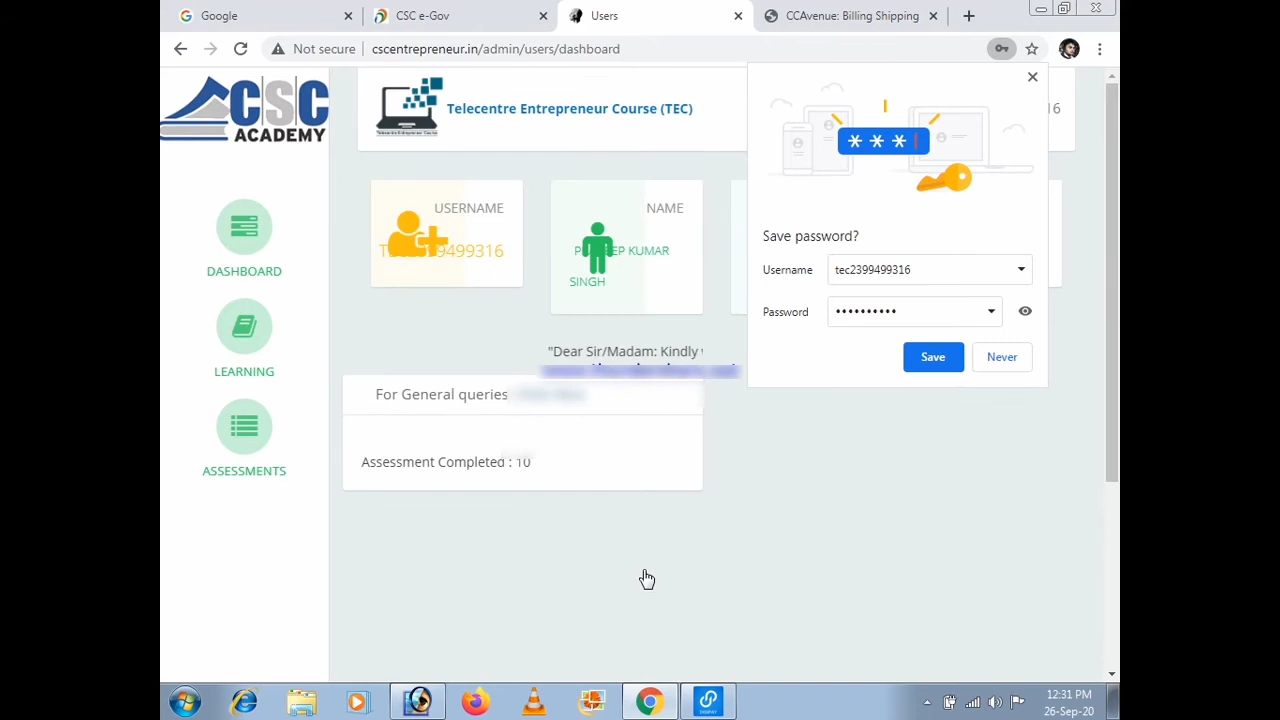 Google
CSC e-Gov
Users
CCAvenue: Billing Shipping
Not secure
cscentrepreneur.in/admin/users/dashboard
CSC
ACADEMY
Telecentre Entrepreneur Course (TEC)
16
USERNAME
9499316
NAME
KUMAR
SINGH
DASHBOARD
LEARNING
ASSESSMENTS
"Dear Sir/Madam: Kindly
For General queries
Assessment Completed : 10
* * *
Save password?
Username
tec2399499316
Password
••••••••••
Save
Never
12:31 PM
26-Sep-20